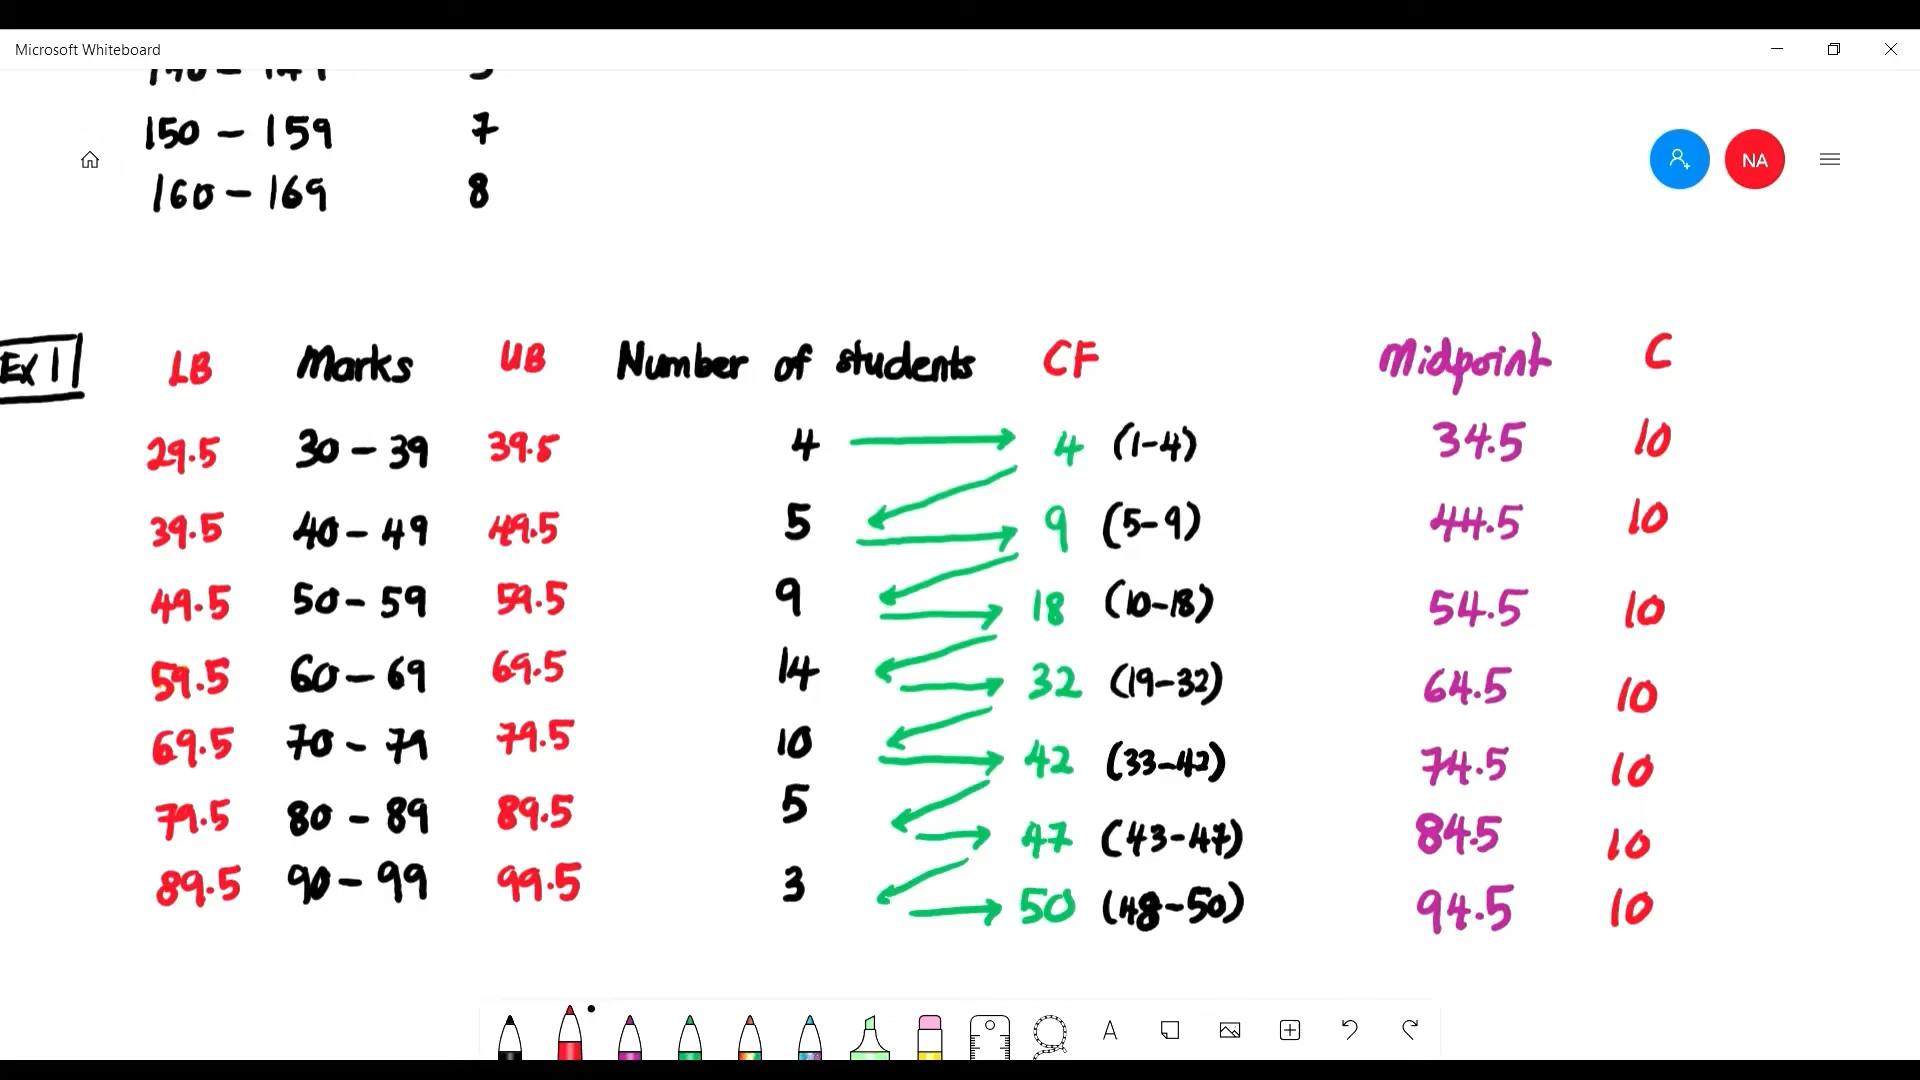 Microsoft Whiteboard
150 – 159 7
160 – 169 8
NA
Ex 1 LB Marks UB Number of students CF Midpoint C
29.5 30 – 39 39.5 4 4 (1–4) 34.5 10
39.5 40 – 49 49.5 5 9 (5–9) 44.5 10
49.5 50 – 59 59.5 9 18 (10–18) 54.5 10
59.5 60 – 69 69.5 14 32 (19–32) 64.5 10
69.5 70 – 79 79.5 10 42 (33–42) 74.5 10
79.5 80 – 89 89.5 5 47 (43–47) 84.5 10
89.5 90 – 99 99.5 3 50 (48–50) 94.5 10